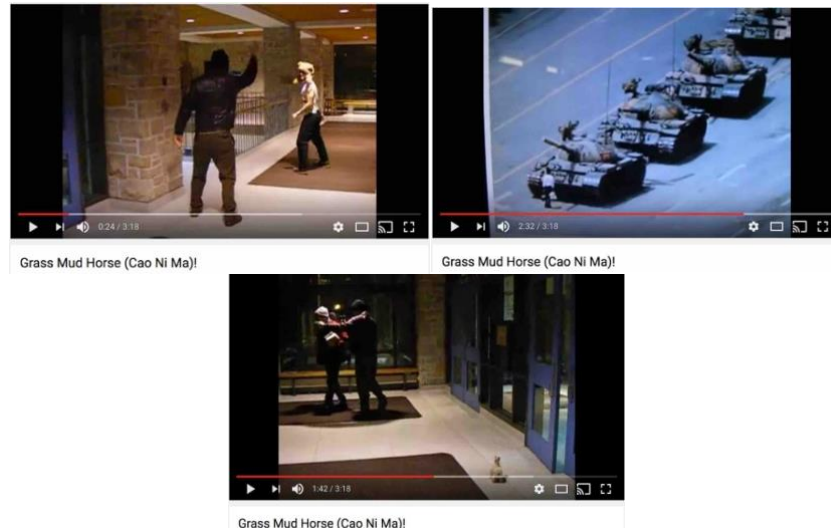 0:24 / 3:18
Grass Mud Horse (Cao Ni Ma)!
2:32 / 3:18
Grass Mud Horse (Cao Ni Ma)!
1:42 / 3:18
Grass Mud Horse (Cao Ni Ma)!